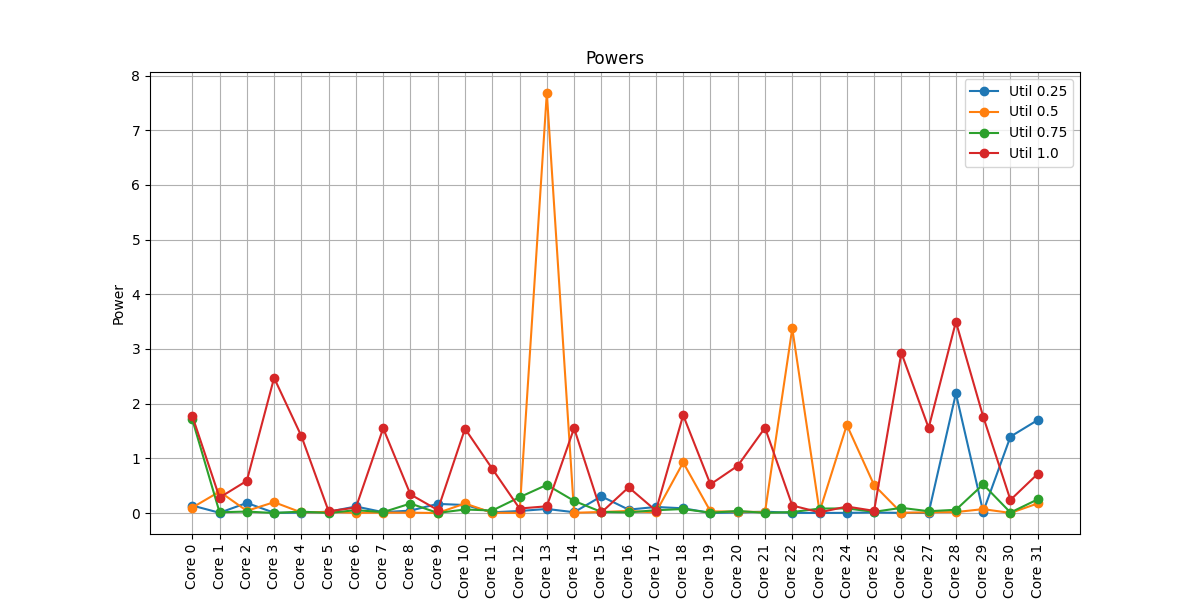 Powers
Power
8
7
6
5
4
3
2
1
0
Util 0.25
Util 0.5
Util 0.75
Util 1.0
Core 0
Core 1
Core 2
Core 3
Core 4
Core 5
Core 6
Core 7
Core 8
Core 9
Core 10
Core 11
Core 12
Core 13
Core 14
Core 15
Core 16
Core 17
Core 18
Core 19
Core 20
Core 21
Core 22
Core 23
Core 24
Core 25
Core 26
Core 27
Core 28
Core 29
Core 30
Core 31